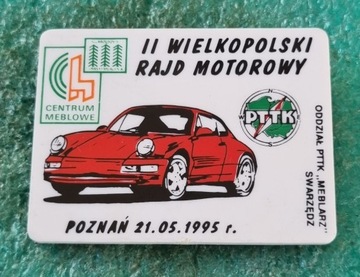 II WIELKOPOLSKI
RAJD MOTOROWY
CENTRUM
MEBLOWE
PTTK
ODDZIAŁ PTTK „MEBLARZ”
SWARZĘDZ
POZNAŃ 21.05.1995 r.